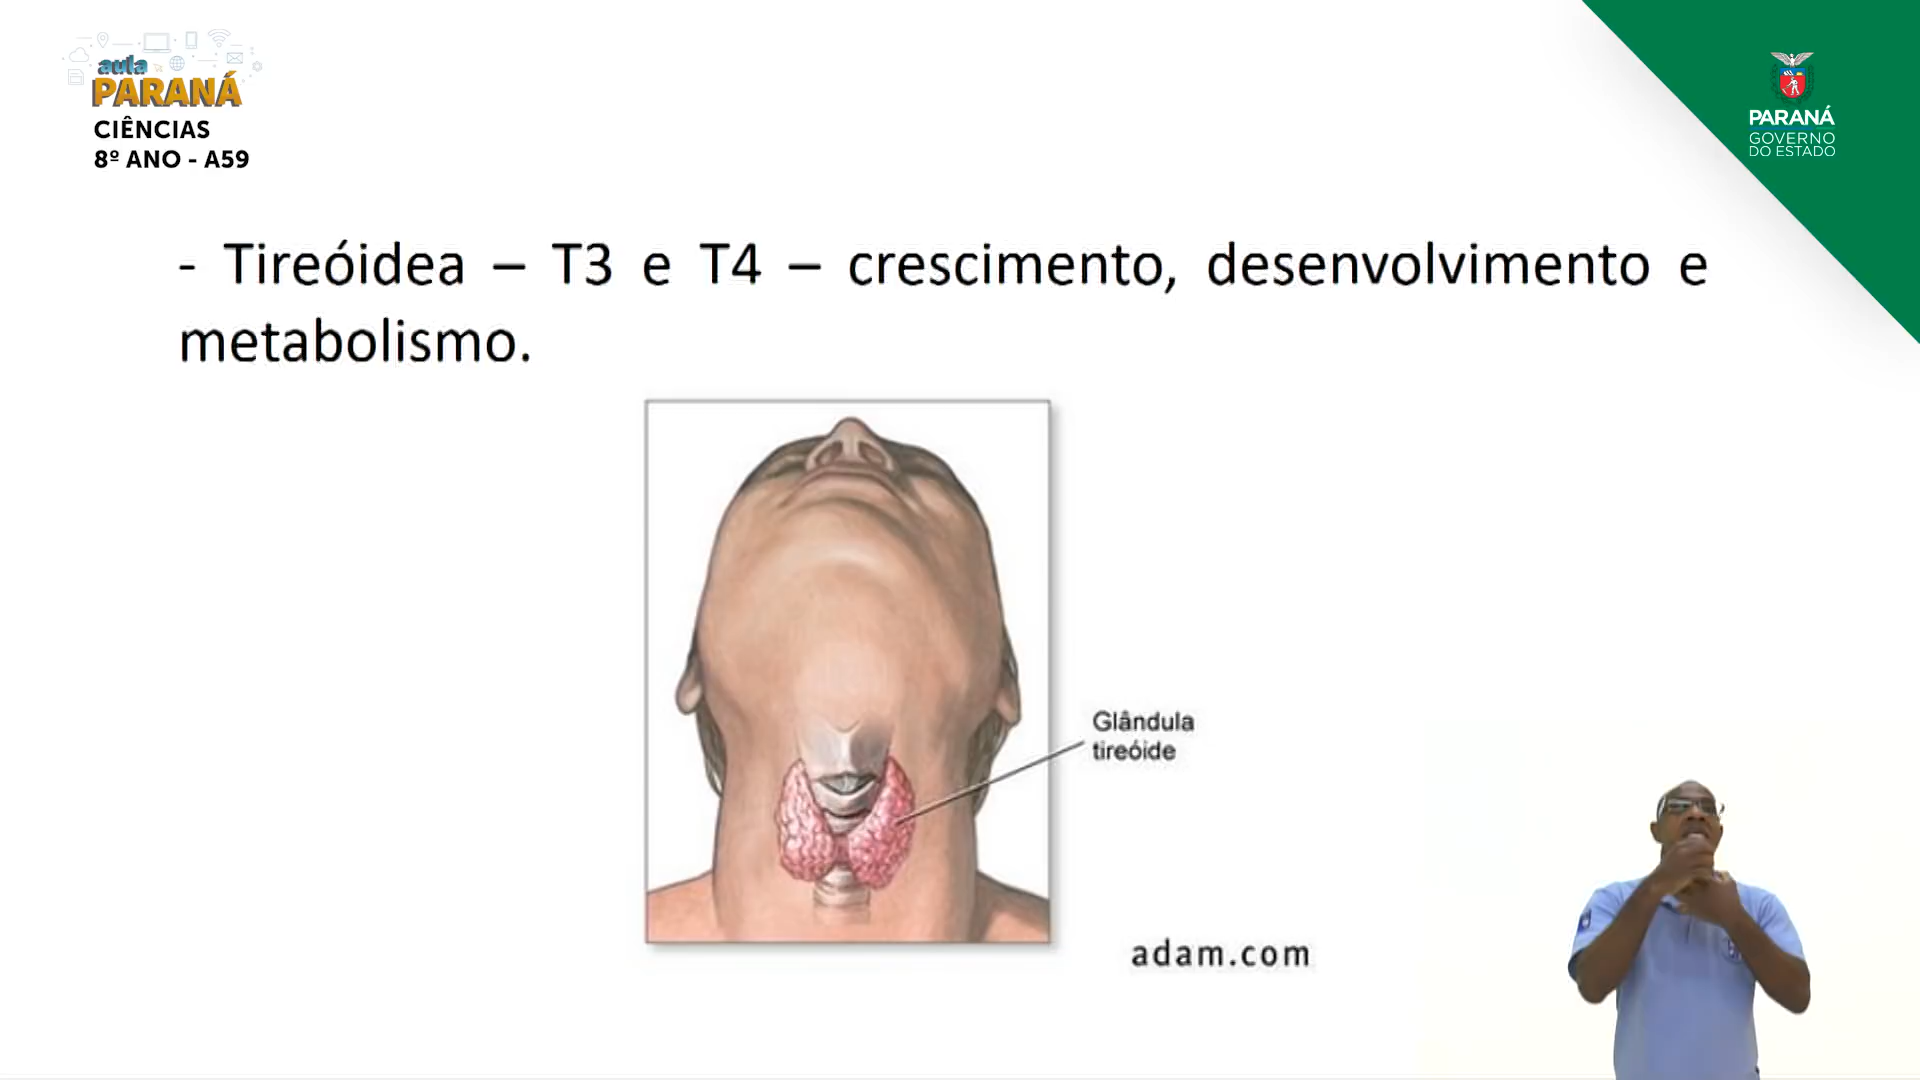 aula
PARANÁ
CIÊNCIAS
8º ANO - A59
PARANÁ
GOVERNO
DO ESTADO
- Tireóidea – T3 e T4 – crescimento, desenvolvimento e
metabolismo.
Glândula
tireóide
adam.com